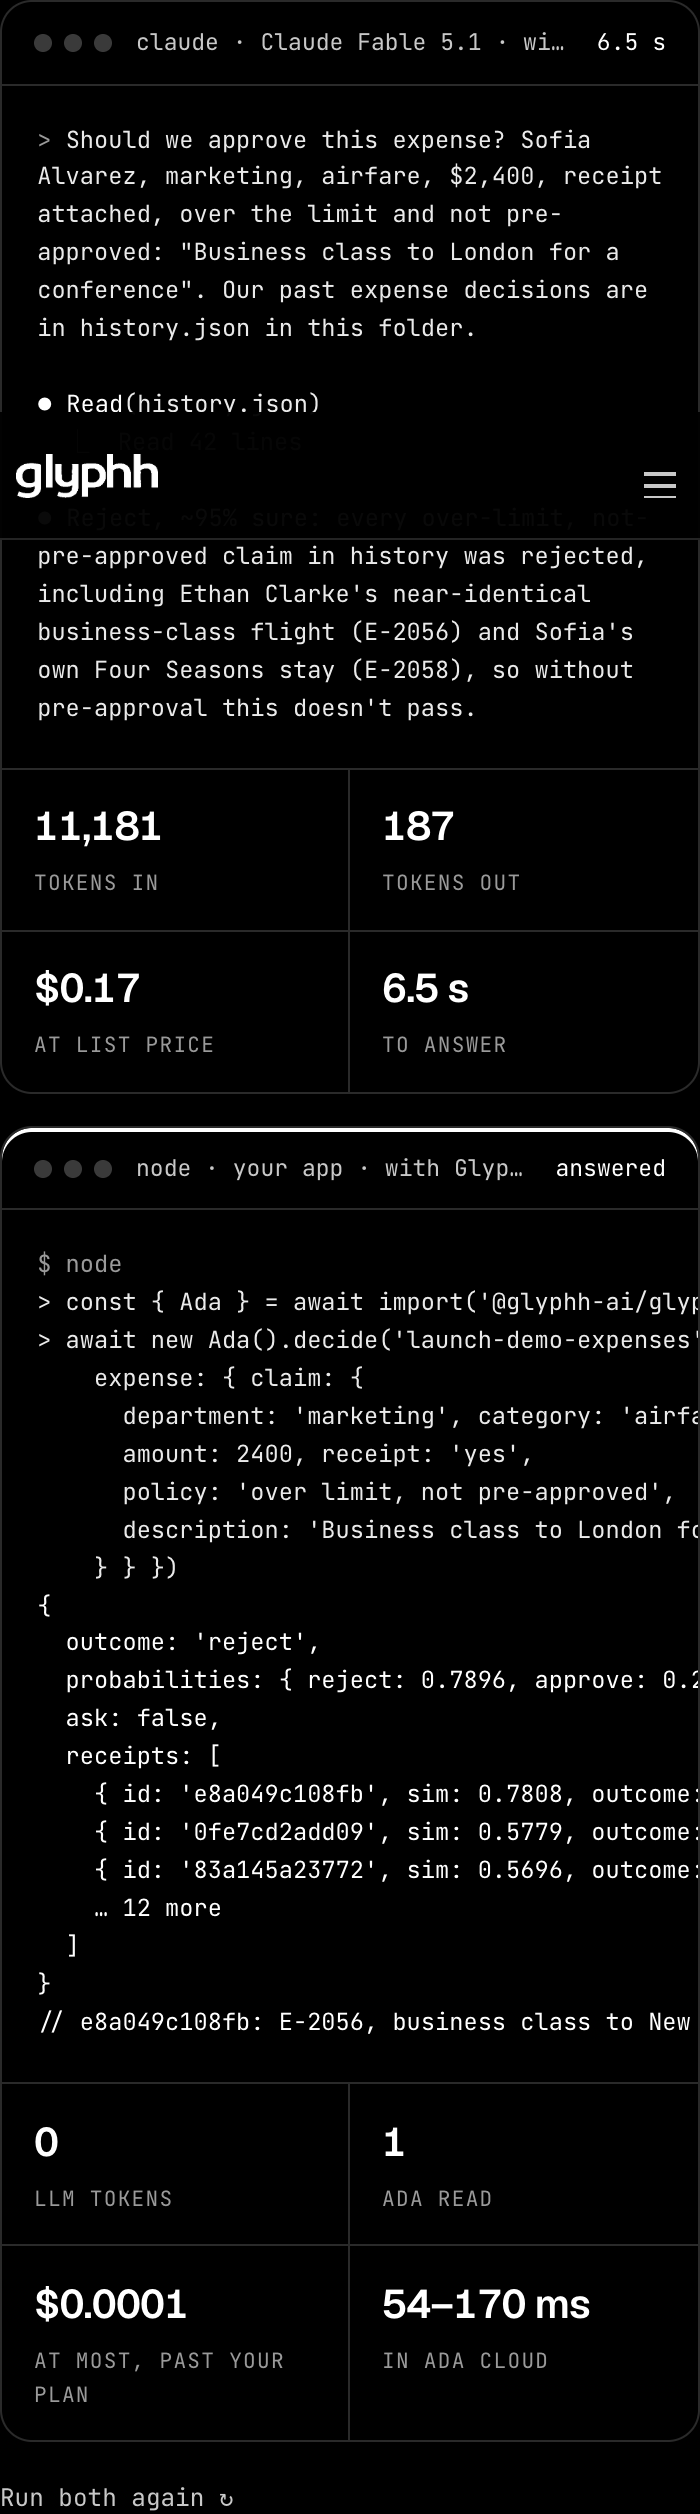 claude · Claude Fable 5.1 · wi… 6.5 s
> Should we approve this expense? Sofia
Alvarez, marketing, airfare, $2,400, receipt
attached, over the limit and not pre-
approved: "Business class to London for a
conference". Our past expense decisions are
in history.json in this folder.
● Read(history.json)
└ Read 42 lines
glyphh
● Reject, ~95% sure: every over-limit, not-
pre-approved claim in history was rejected,
including Ethan Clarke's near-identical
business-class flight (E-2056) and Sofia's
own Four Seasons stay (E-2058), so without
pre-approval this doesn't pass.
11,181 187
TOKENS IN TOKENS OUT
$0.17 6.5 s
AT LIST PRICE TO ANSWER
node · your app · with Glyp… answered
$ node
> const { Ada } = await import('@glyphh-ai/glyp
> await new Ada().decide('launch-demo-expenses'
expense: { claim: {
department: 'marketing', category: 'airfa
amount: 2400, receipt: 'yes',
policy: 'over limit, not pre-approved',
description: 'Business class to London fo
} } })
{
outcome: 'reject',
probabilities: { reject: 0.7896, approve: 0.2
ask: false,
receipts: [
{ id: 'e8a049c108fb', sim: 0.7808, outcome:
{ id: '0fe7cd2add09', sim: 0.5779, outcome:
{ id: '83a145a23772', sim: 0.5696, outcome:
… 12 more
]
}
// e8a049c108fb: E-2056, business class to New
0 1
LLM TOKENS ADA READ
$0.0001 54–170 ms
AT MOST, PAST YOUR IN ADA CLOUD
PLAN
Run both again ↻